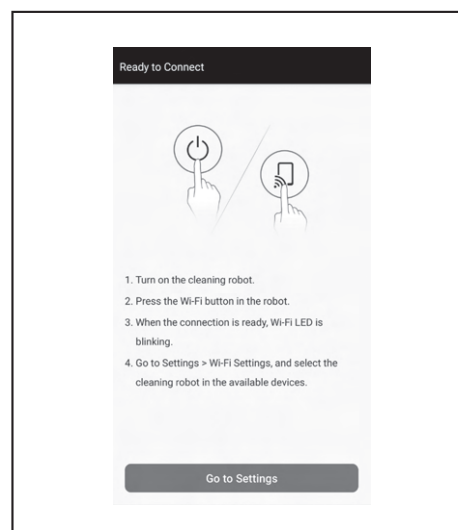 Ready to Connect
1. Turn on the cleaning robot.
2. Press the Wi-Fi button in the robot.
3. When the connection is ready, Wi-Fi LED is
blinking.
4. Go to Settings > Wi-Fi Settings, and select the
cleaning robot in the available devices.
Go to Settings